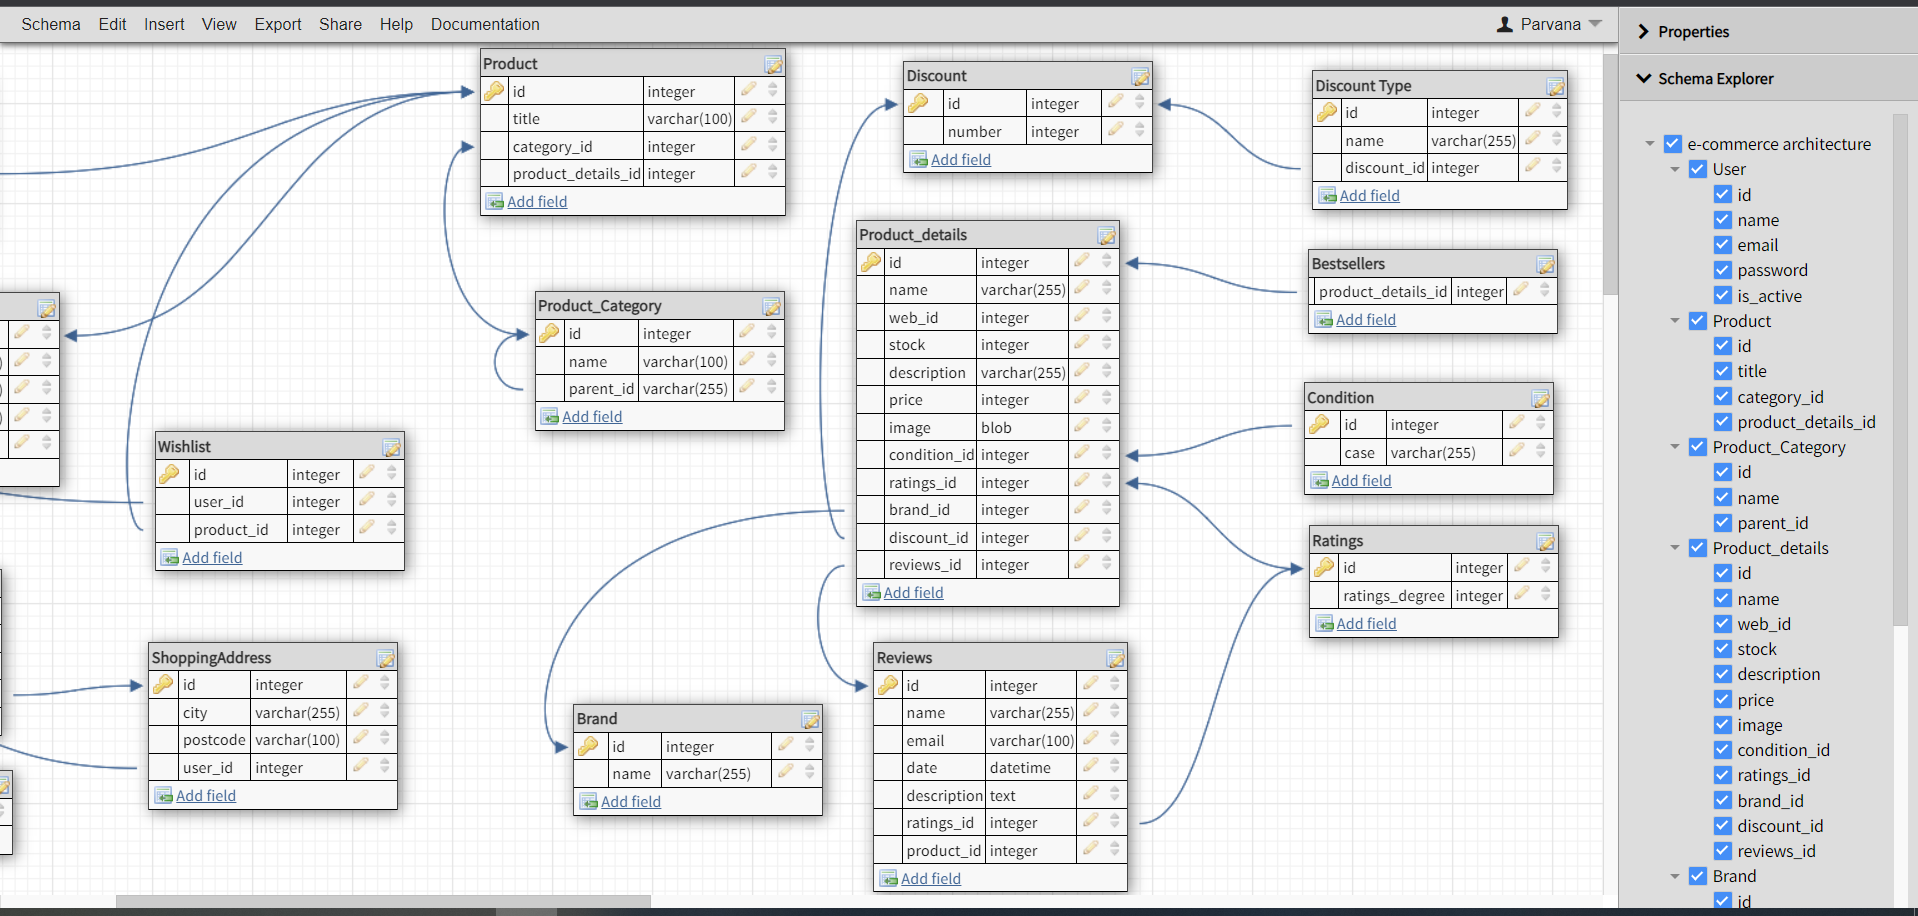 Schema Edit Insert View Export Share Help Documentation
Parvana
Product
id integer
title varchar(100)
category_id integer
product_details_id integer
Add field
Discount
id integer
number integer
Add field
Discount Type
id integer
name varchar(255)
discount_id integer
Add field
Product_details
id integer
name varchar(255)
web_id integer
stock integer
description varchar(255)
price integer
image blob
condition_id integer
ratings_id integer
brand_id integer
discount_id integer
reviews_id integer
Add field
Bestsellers
product_details_id integer
Add field
Product_Category
id integer
name varchar(100)
parent_id varchar(255)
Add field
Condition
id integer
case varchar(255)
Add field
Wishlist
id integer
user_id integer
product_id integer
Add field
Ratings
id integer
ratings_degree integer
Add field
ShoppingAddress
id integer
city varchar(255)
postcode varchar(100)
user_id integer
Add field
Brand
id integer
name varchar(255)
Add field
Reviews
id integer
name varchar(255)
email varchar(100)
date datetime
description text
ratings_id integer
product_id integer
Add field
Properties
Schema Explorer
e-commerce architecture
User
id
name
email
password
is_active
Product
id
title
category_id
product_details_id
Product_Category
id
name
parent_id
Product_details
id
name
web_id
stock
description
price
image
condition_id
ratings_id
brand_id
discount_id
reviews_id
Brand
id